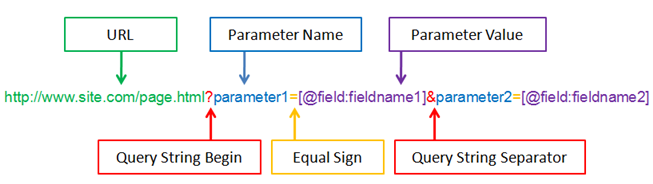 URL Parameter Name Parameter Value
http://www.site.com/page.html?parameter1=[@field:fieldname1]&parameter2=[@field:fieldname2]
Query String Begin Equal Sign Query String Separator